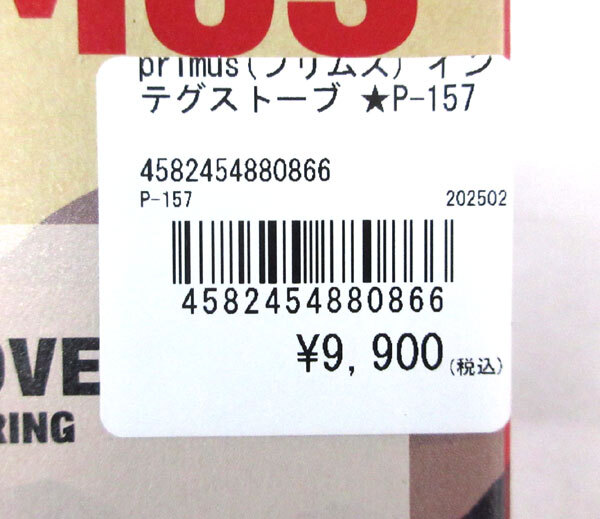 primus(プリムス) イン
テグストーブ ★P-157
4582454880866
P-157 202502
4582454880866
¥9,900(税込)
OVE
RING